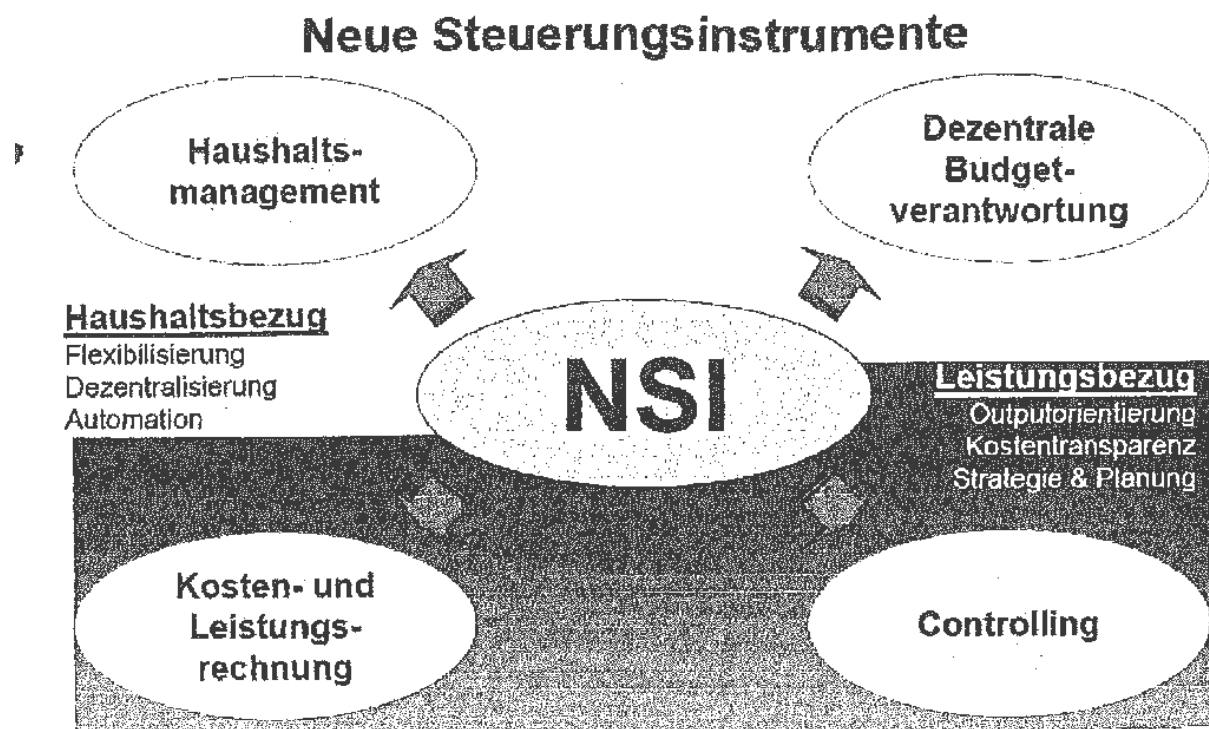 Neue Steuerungsinstrumente
Haushalts-
management
Dezentrale
Budget-
verantwortung
Haushaltsbezug
Flexibilisierung
Dezentralisierung
Automation
NSI
Leistungsbezug
Outputorientierung
Kostentransparenz
Strategie & Planung
Kosten- und
Leistungs-
rechnung
Controlling